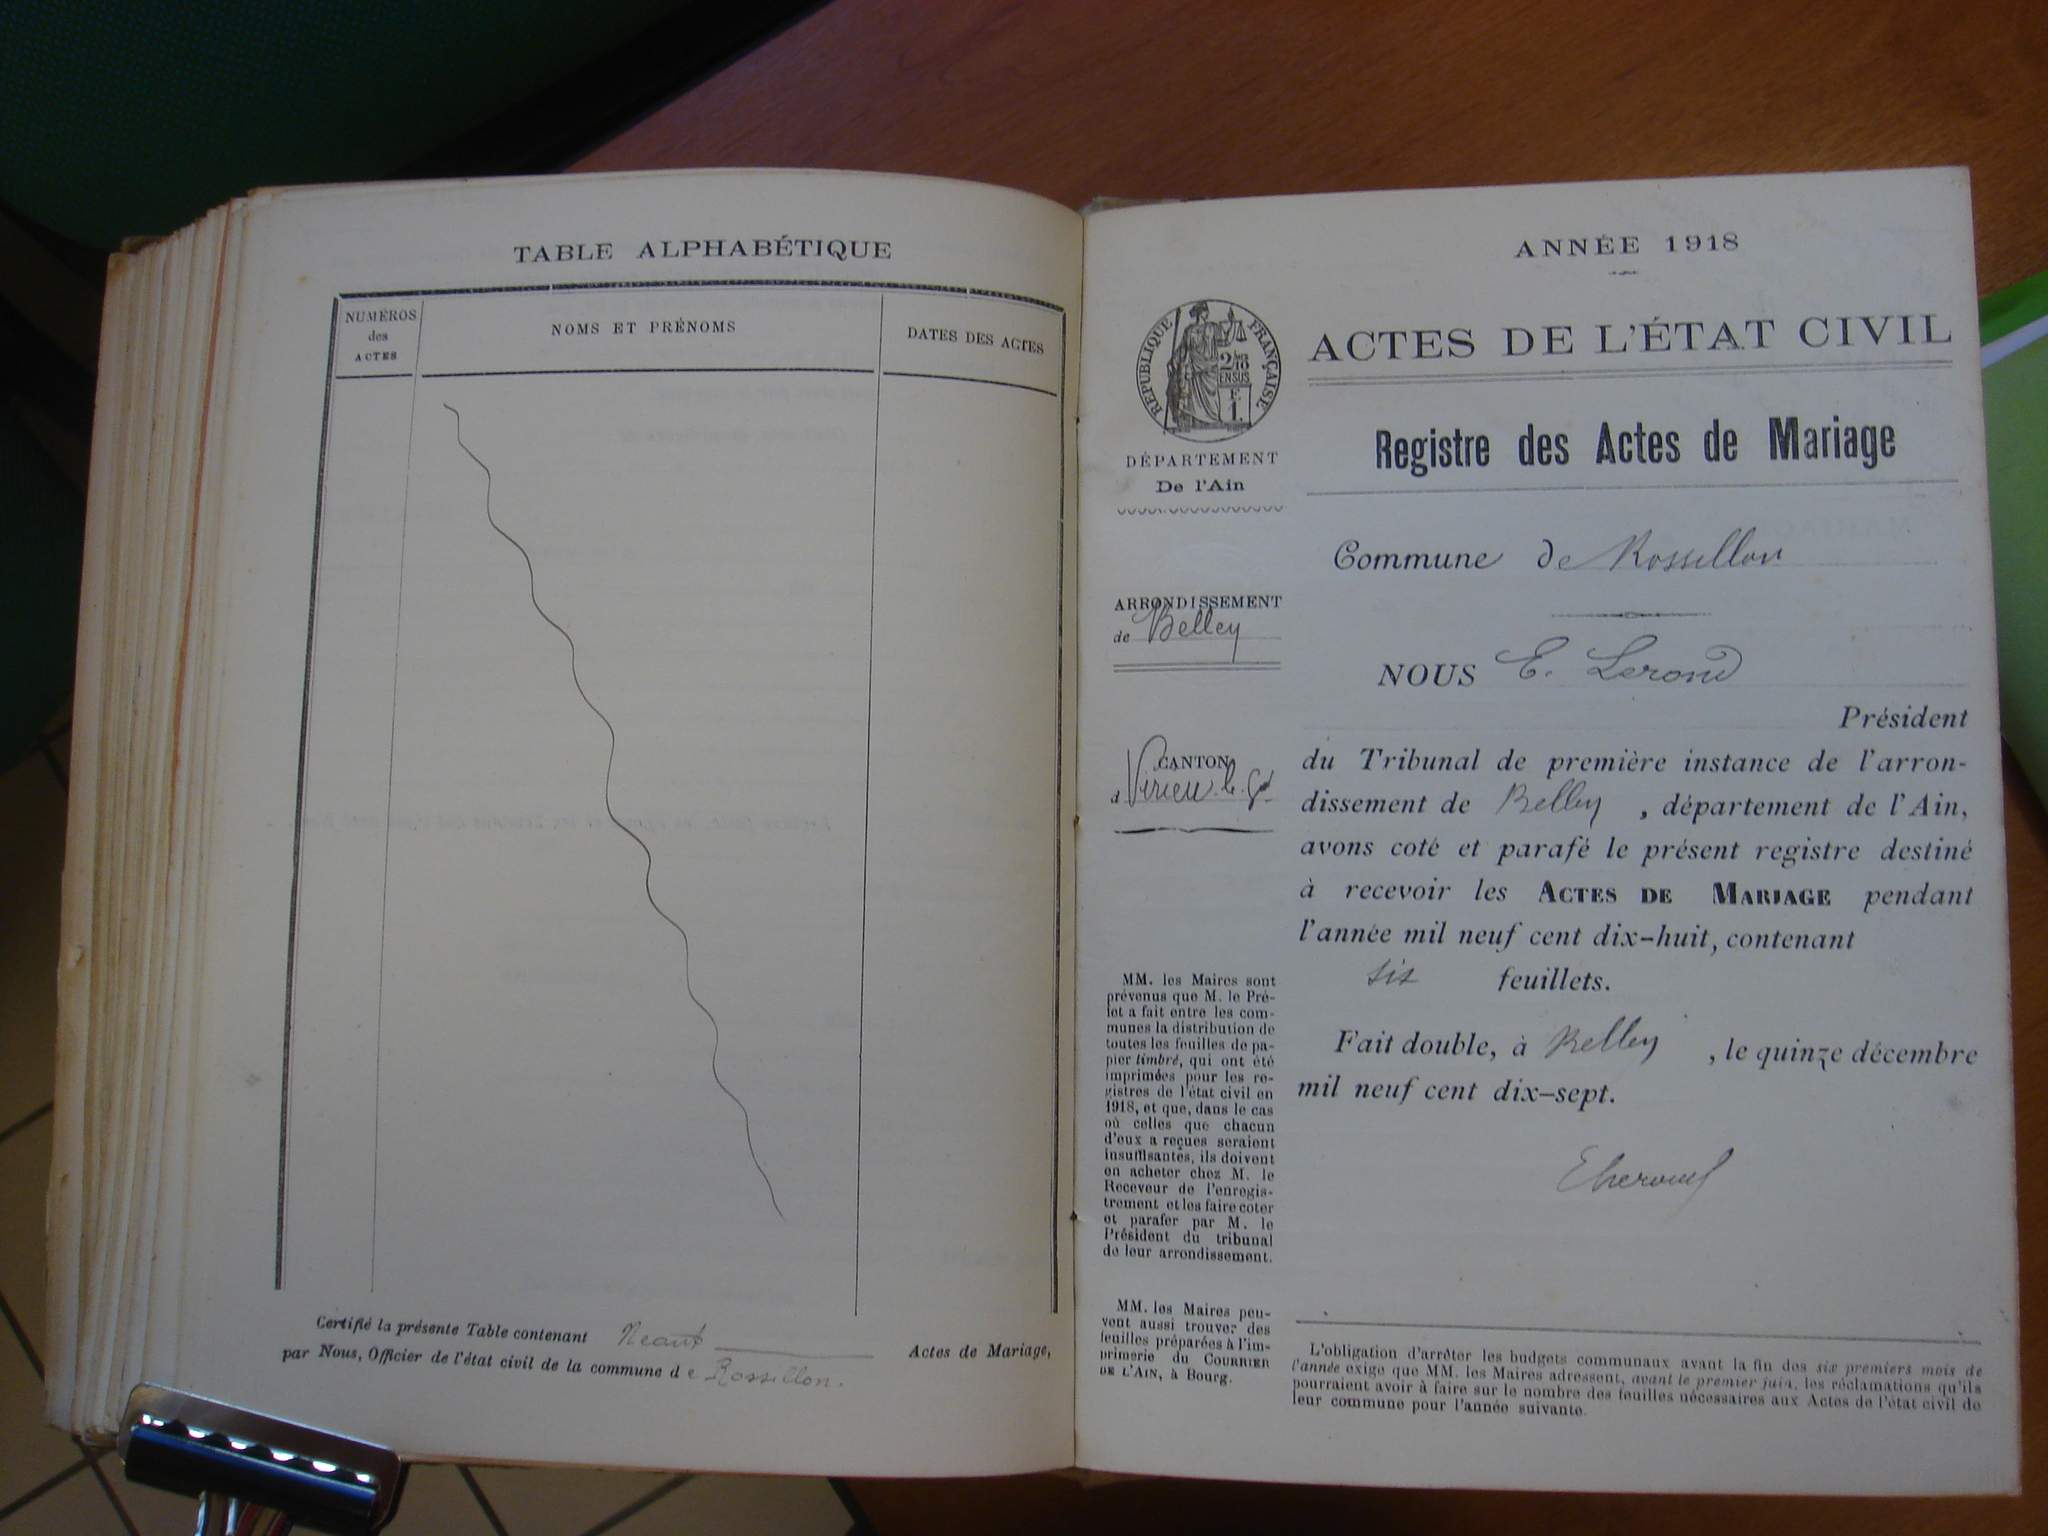 TABLE ALPHABÉTIQUE
NUMÉROS
des
ACTES
NOMS ET PRÉNOMS
DATES DES ACTES
Certifié la présente Table contenant Neant Actes de Mariage,
par Nous, Officier de l'état civil de la commune de Rossillon.
ANNÉE 1918
RÉPUBLIQUE FRANÇAISE
DÉPARTEMENT
De l'Ain
ARRONDISSEMENT
de Belley
CANTON
d Virieu-le-Gd
MM. les Maires sont
prévenus que M. le Pré-
fet a fait entre les com-
munes la distribution de
toutes les feuilles de pa-
pier timbré, qui ont été
imprimées pour les re-
gistres de l'état civil en
1918, et que, dans le cas
où celles que chacun
d'eux a reçues seraient
insuffisantes, ils doivent
en acheter chez M. le
Receveur de l'enregis-
trement et les faire coter
et parafer par M. le
Président du tribunal
de leur arrondissement.
MM. les Maires peu-
vent aussi trouver des
feuilles préparées à l'im-
primerie du COURRIER
DE L'AIN, à Bourg.
ACTES DE L'ÉTAT CIVIL
Registre des Actes de Mariage
Commune de Rossillon
NOUS E. Lerond
Président
du Tribunal de première instance de l'arron-
dissement de Belley, département de l'Ain,
avons coté et parafé le présent registre destiné
à recevoir les ACTES DE MARIAGE pendant
l'année mil neuf cent dix-huit, contenant
six feuillets.
Fait double, à Belley, le quinze décembre
mil neuf cent dix-sept.
L'obligation d'arrêter les budgets communaux avant la fin des six premiers mois de
l'année exige que MM. les Maires adressent, avant le premier juin, les réclamations qu'ils
pourraient avoir à faire sur le nombre des feuilles nécessaires aux Actes de l'état civil de
leur commune pour l'année suivante.